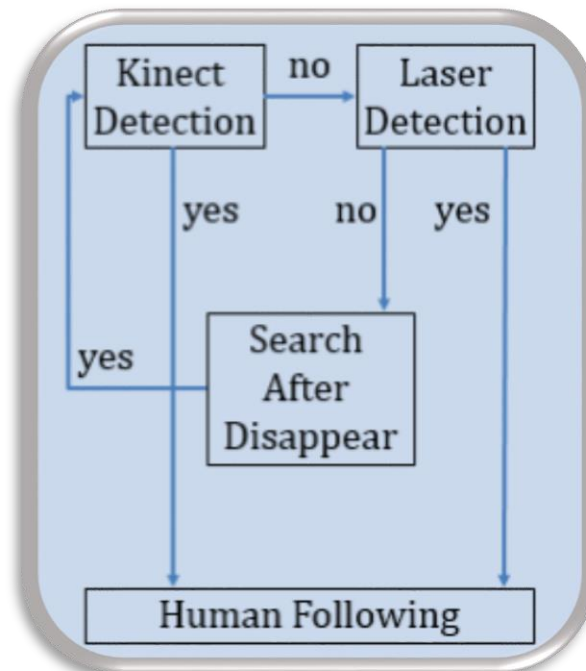 Kinect
Detection
no
Laser
Detection
yes
no
yes
Search
After
Disappear
yes
Human Following